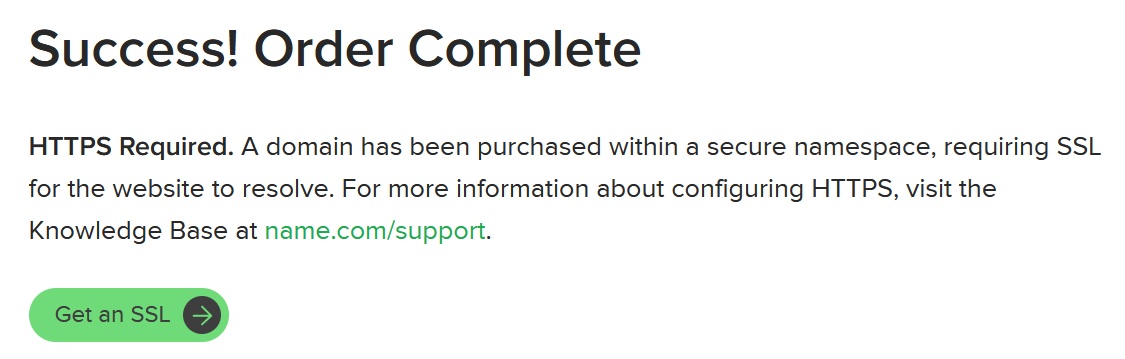 Success! Order Complete
HTTPS Required. A domain has been purchased within a secure namespace, requiring SSL
for the website to resolve. For more information about configuring HTTPS, visit the
Knowledge Base at name.com/support.
Get an SSL